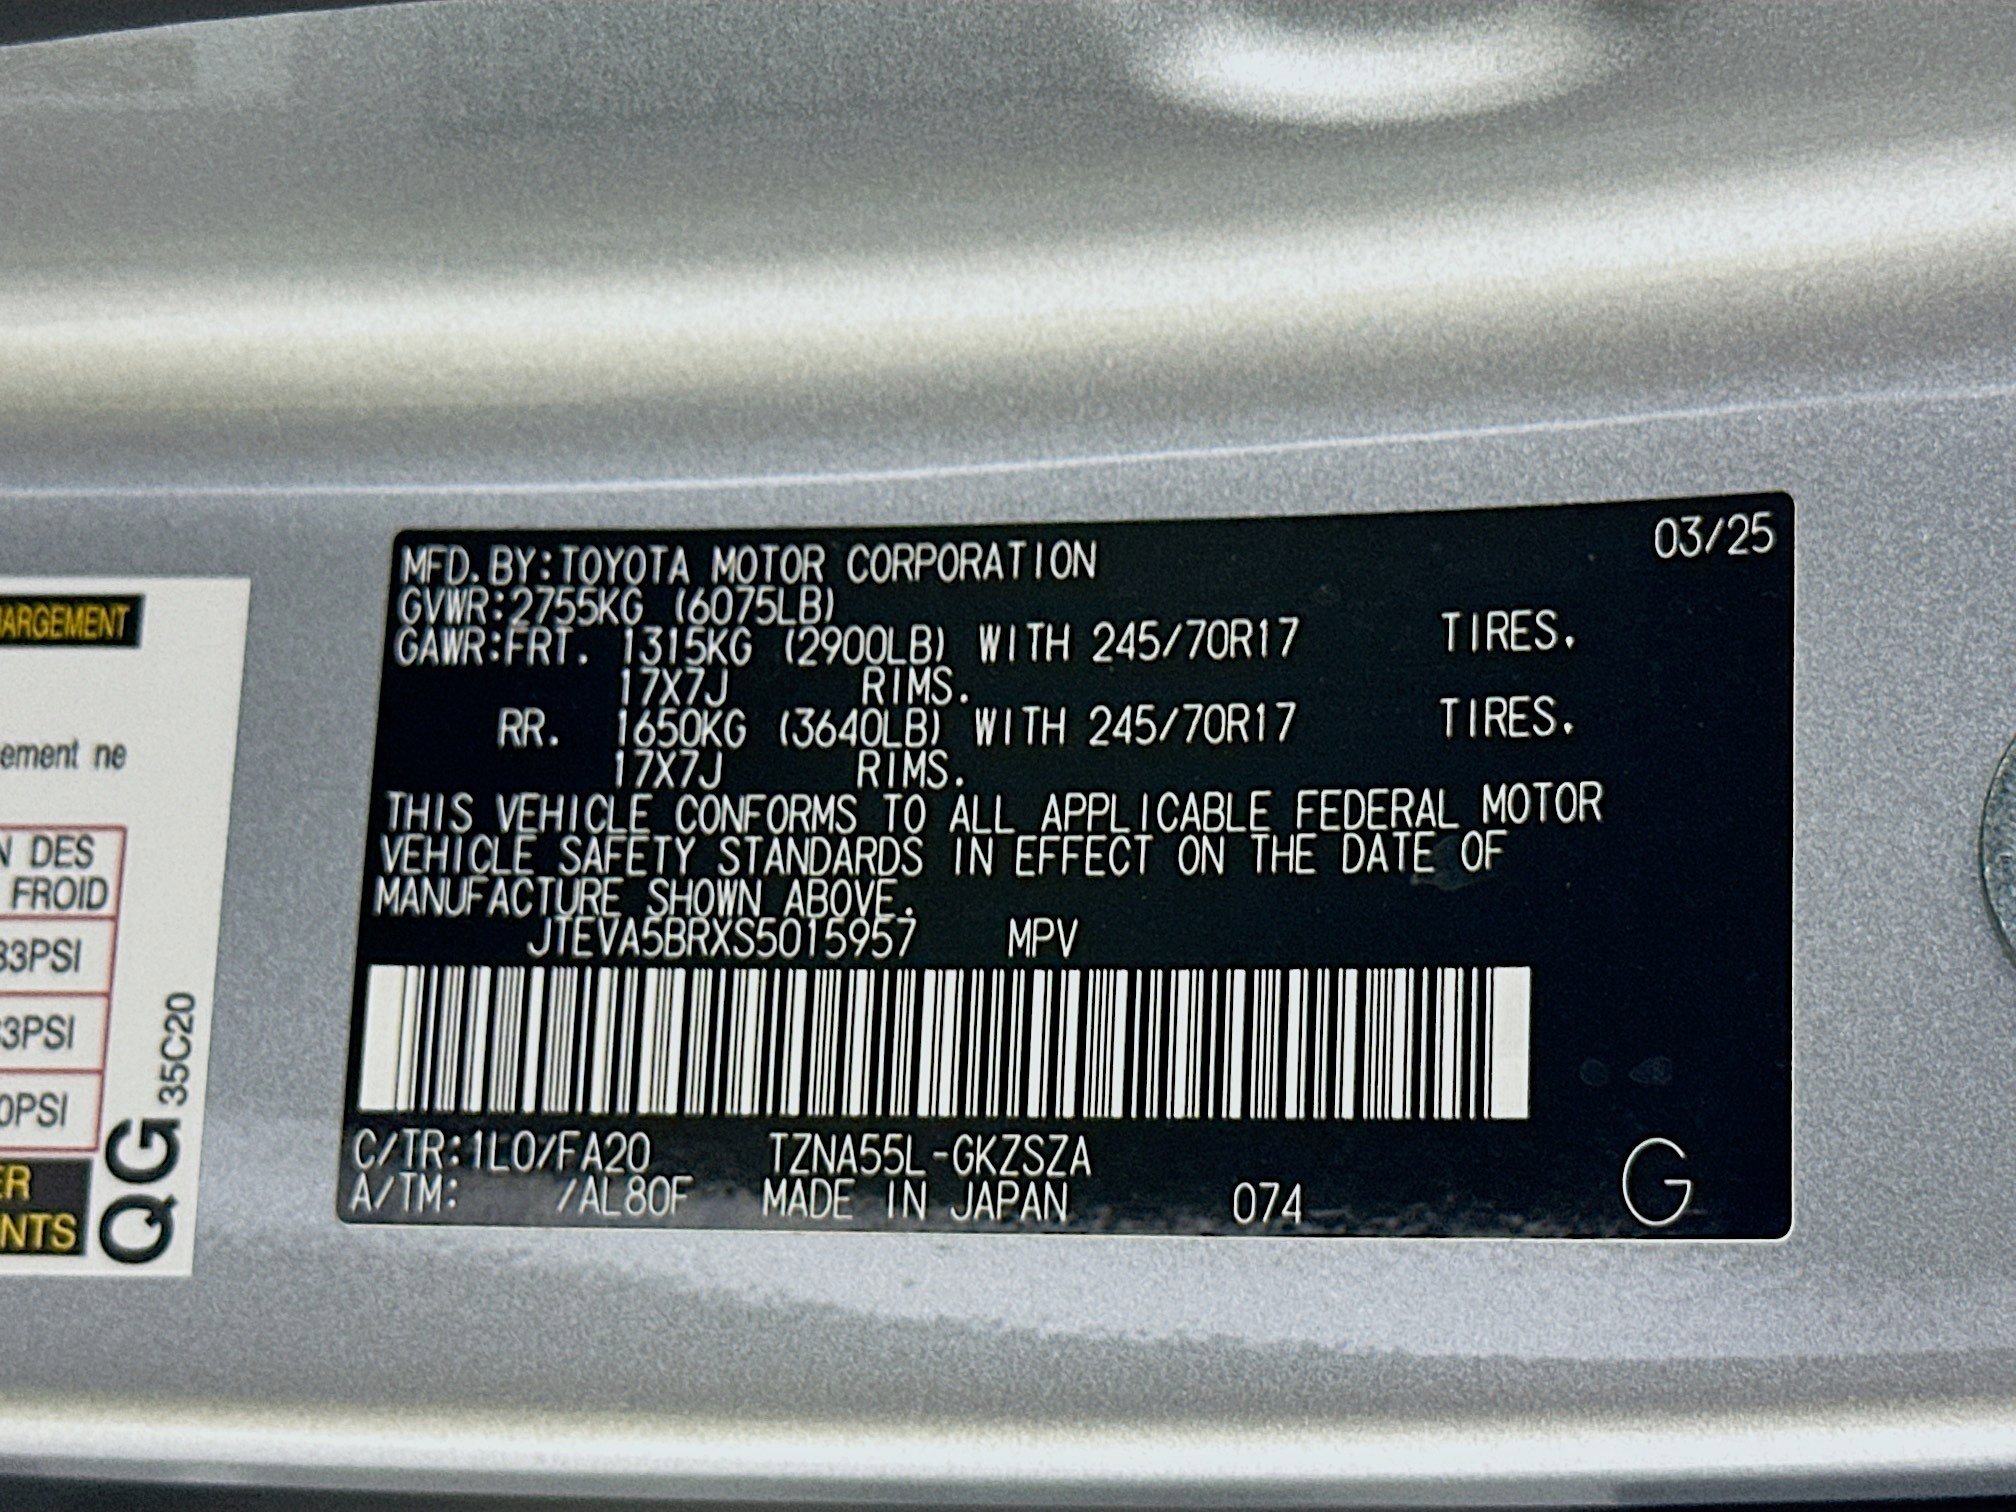 03/25
MFD.BY:TOYOTA MOTOR CORPORATION
GVWR:2755KG (6075LB)
GAWR:FRT. 1315KG (2900LB) WITH 245/70R17 TIRES.
17X7J RIMS.
RR. 1650KG (3640LB) WITH 245/70R17 TIRES.
17X7J RIMS.
THIS VEHICLE CONFORMS TO ALL APPLICABLE FEDERAL MOTOR
VEHICLE SAFETY STANDARDS IN EFFECT ON THE DATE OF
MANUFACTURE SHOWN ABOVE.
JTEVA5BRXS5015957 MPV
C/TR:1L0/FA20 TZNA55L-GKZSZA
A/TM: /AL80F MADE IN JAPAN 074 G
ARGEMENT
ement ne
N DES
FROID
33PSI
3PSI
0PSI
ER
NTS
QG 35C20